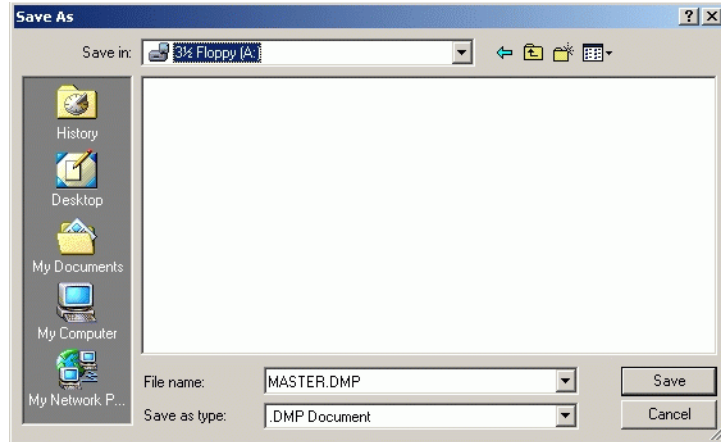 Save As
Save in: 3½ Floppy (A:)
History
Desktop
My Documents
My Computer
My Network P...
File name: MASTER.DMP Save
Save as type: .DMP Document Cancel